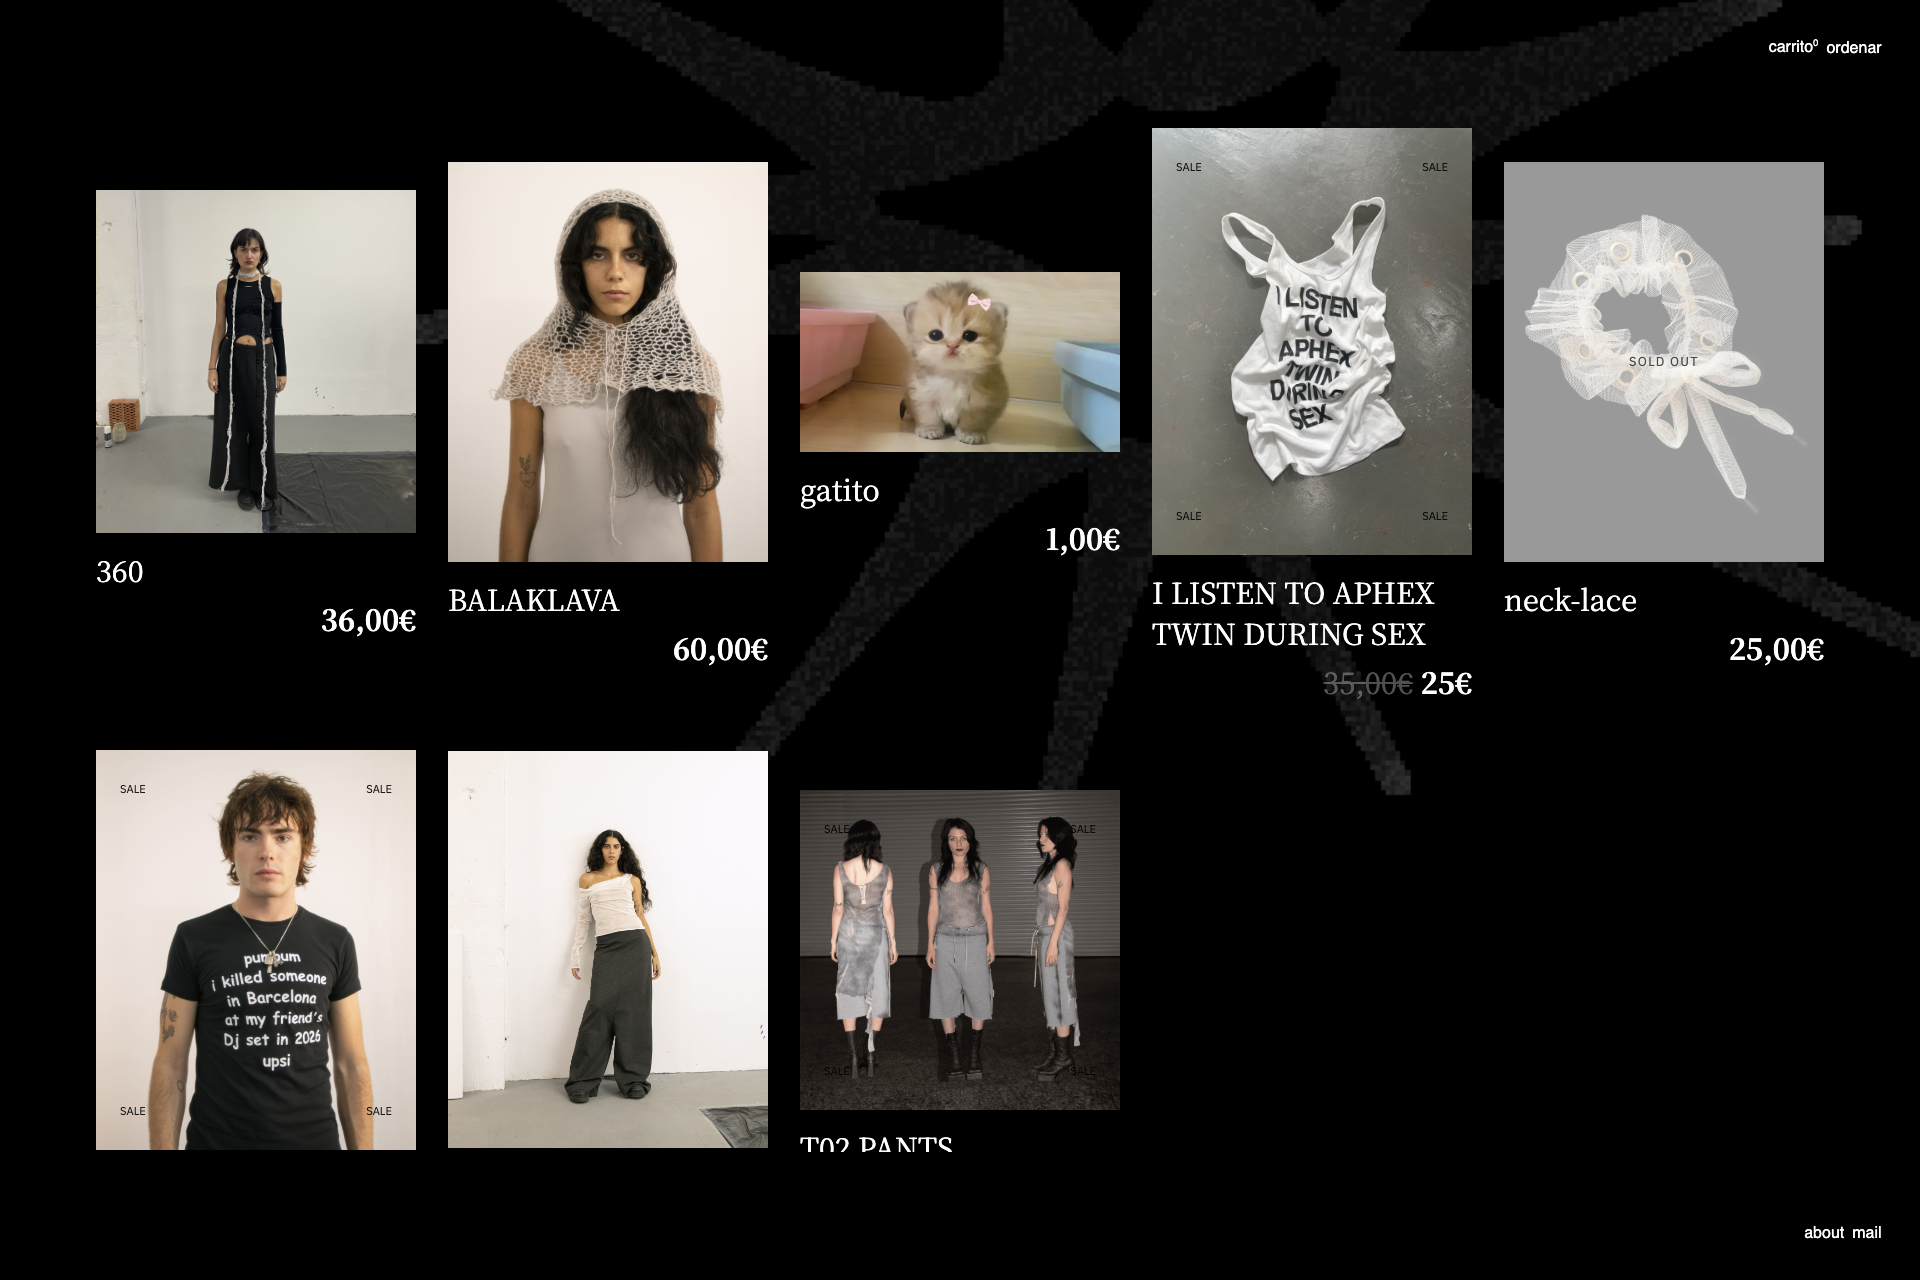 carrito⁰ ordenar
360
36,00€
BALAKLAVA
60,00€
gatito
1,00€
SALE SALE
I LISTEN
TO
APHEX
TWIN
DURING
SEX
SALE SALE
I LISTEN TO APHEX
TWIN DURING SEX
35,00€ 25€
SOLD OUT
neck-lace
25,00€
SALE SALE
i killed someone
in Barcelona
at my friend's
Dj set in 2026
upsi
SALE SALE
SALE SALE
SALE SALE
T02 PANTS
about mail